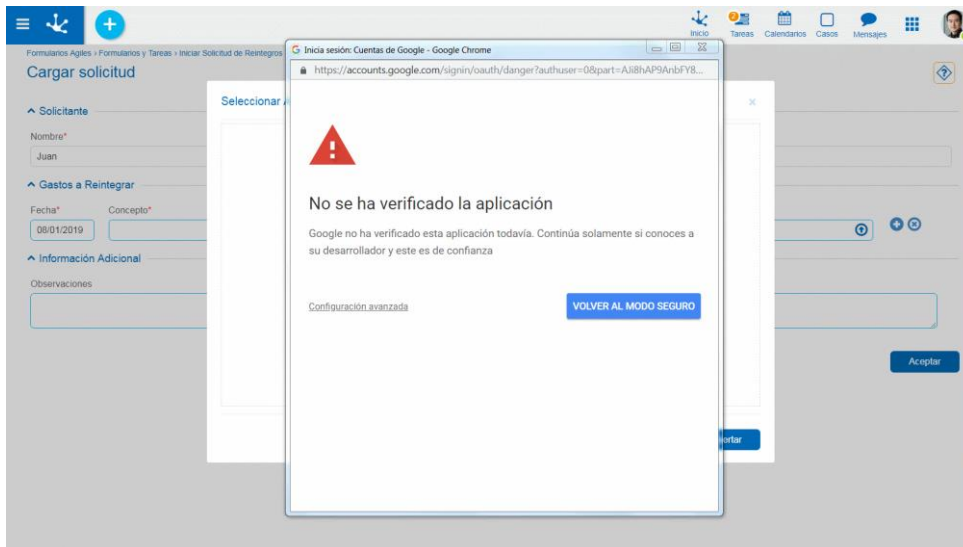 Inicio
Tareas
Calendarios
Casos
Mensajes
Formularios Agiles › Formularios y Tareas › Iniciar Solicitud de Reintegros
Cargar solicitud
Solicitante
Nombre*
Juan
Gastos a Reintegrar
Fecha* Concepto*
08/01/2019
Información Adicional
Observaciones
Aceptar
Seleccionar
Inicia sesión: Cuentas de Google - Google Chrome
https://accounts.google.com/signin/oauth/danger?authuser=0&part=AJi8hAP9AnbFY8...
No se ha verificado la aplicación
Google no ha verificado esta aplicación todavía. Continúa solamente si conoces a
su desarrollador y este es de confianza
Configuración avanzada
VOLVER AL MODO SEGURO